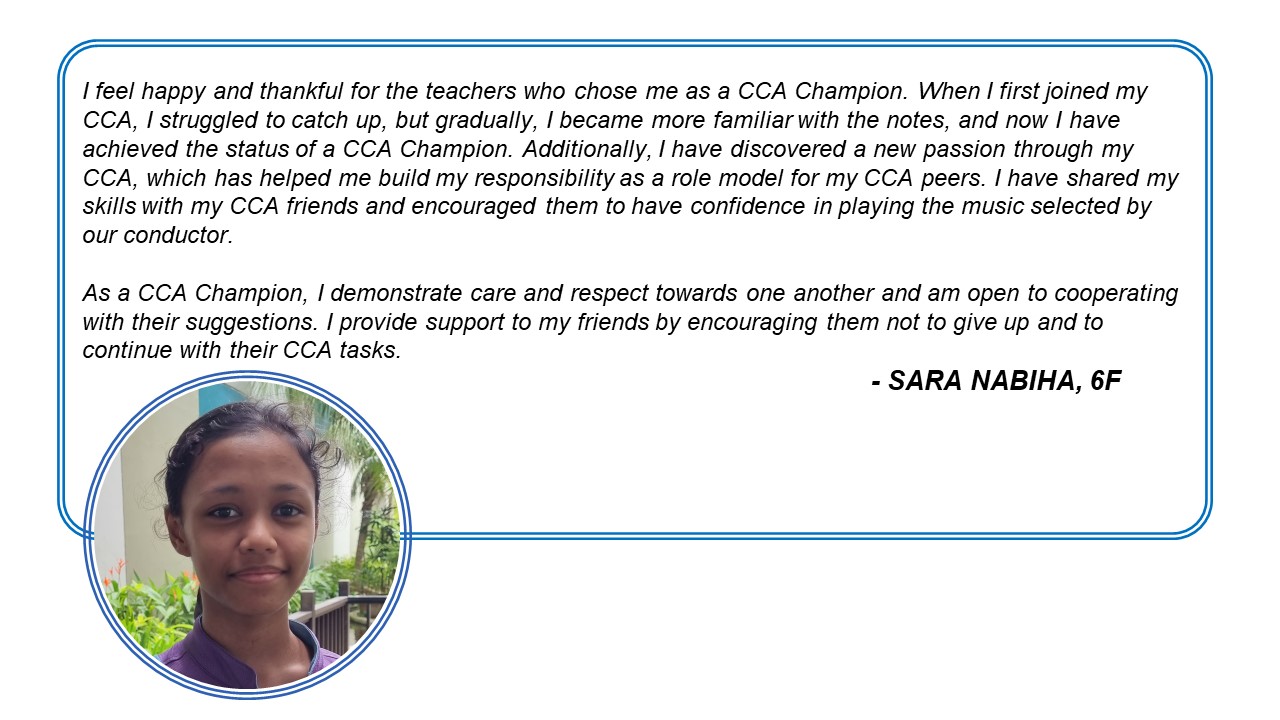 I feel happy and thankful for the teachers who chose me as a CCA Champion. When I first joined my
CCA, I struggled to catch up, but gradually, I became more familiar with the notes, and now I have
achieved the status of a CCA Champion. Additionally, I have discovered a new passion through my
CCA, which has helped me build my responsibility as a role model for my CCA peers. I have shared my
skills with my CCA friends and encouraged them to have confidence in playing the music selected by
our conductor.
As a CCA Champion, I demonstrate care and respect towards one another and am open to cooperating
with their suggestions. I provide support to my friends by encouraging them not to give up and to
continue with their CCA tasks.
- SARA NABIHA, 6F